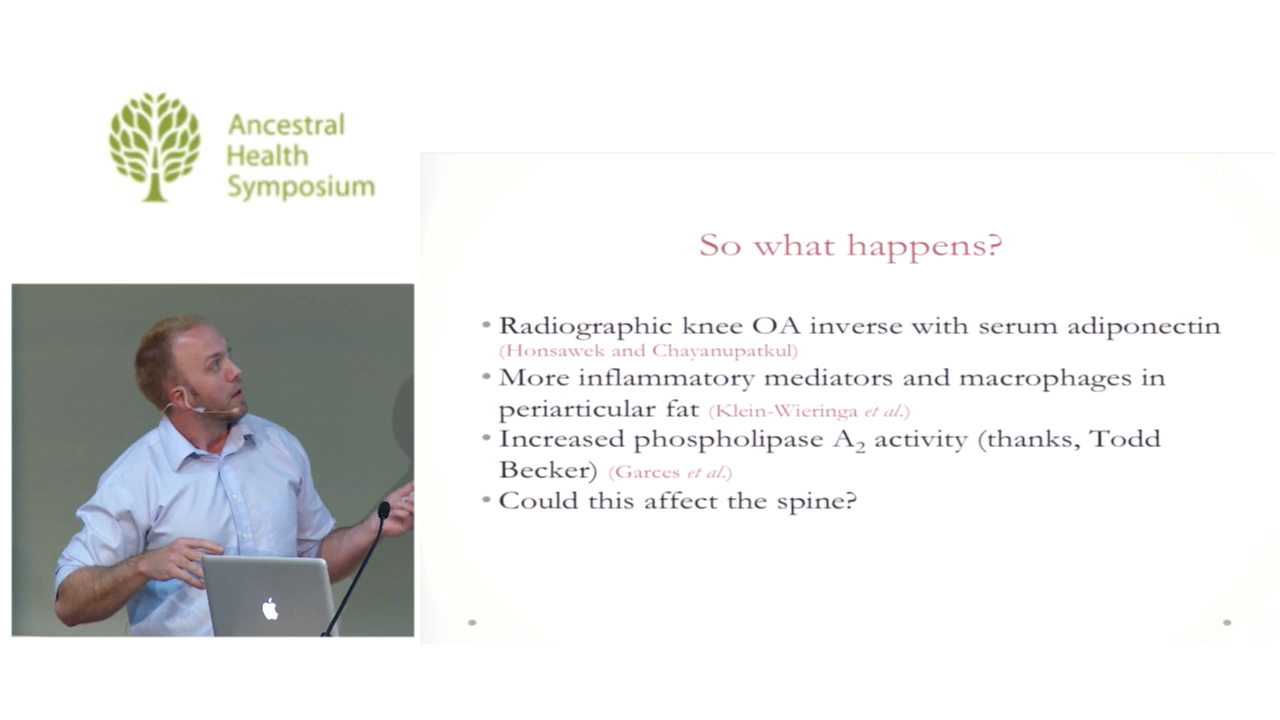 Ancestral
Health
Symposium
So what happens?
• Radiographic knee OA inverse with serum adiponectin
(Honsawek and Chayanupatkul)
• More inflammatory mediators and macrophages in
periarticular fat (Klein-Wieringa et al.)
• Increased phospholipase A₂ activity (thanks, Todd
Becker) (Garces et al.)
• Could this affect the spine?